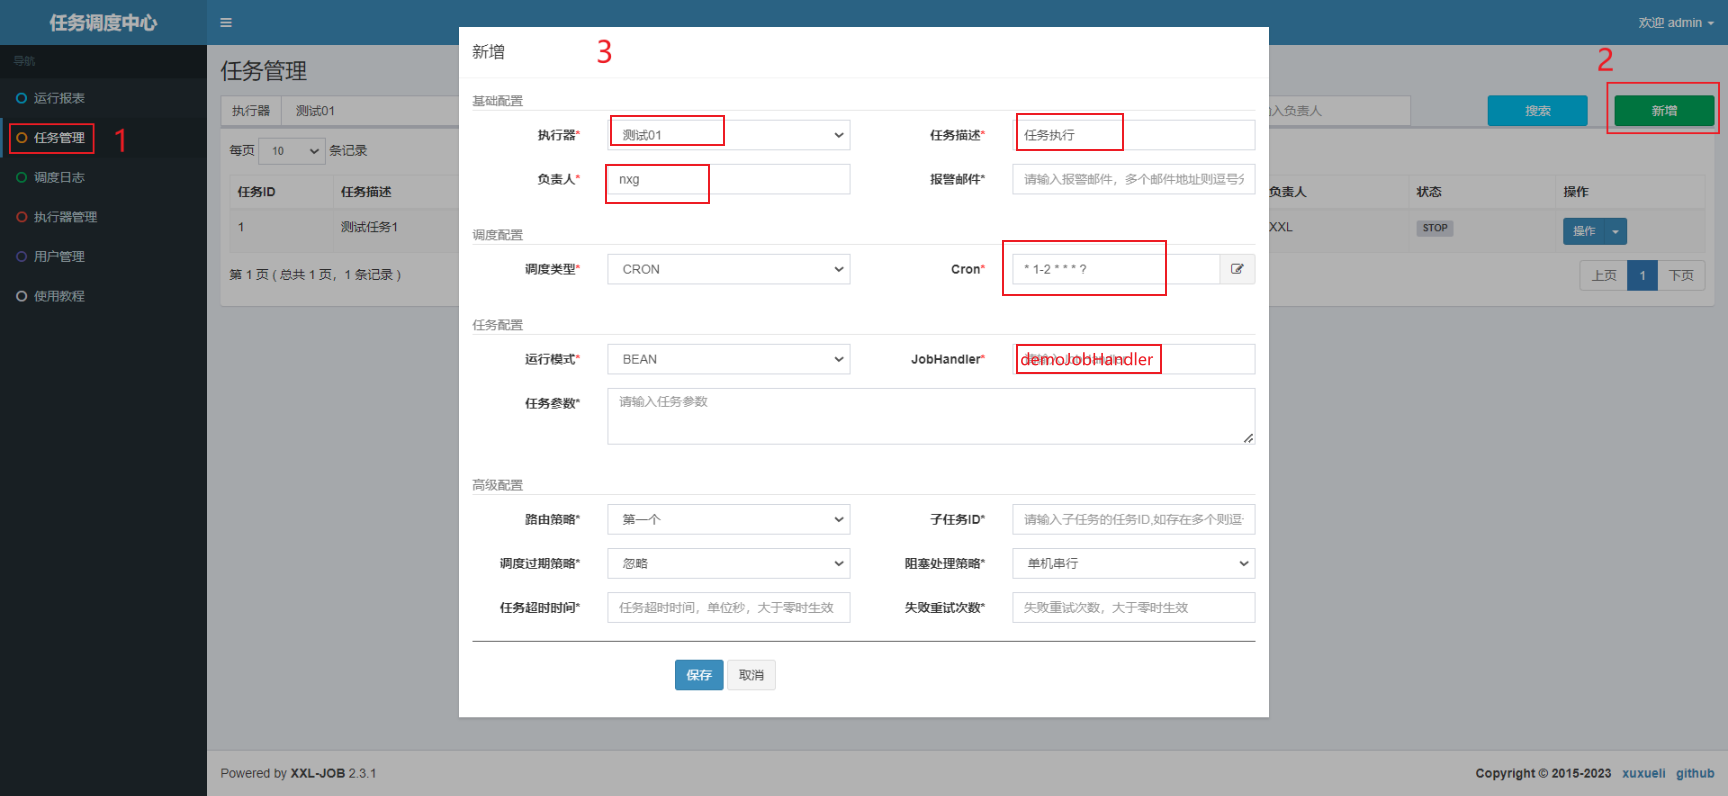 任务调度中心
欢迎 admin
导航
运行报表
任务管理
1
调度日志
执行器管理
用户管理
使用教程
任务管理
执行器 测试01
入负责人 搜索 新增
2
每页 10 条记录
任务ID 任务描述 负责人 状态 操作
1 测试任务1 XXL STOP 操作
第 1 页 ( 总共 1 页，1 条记录 )
上页 1 下页
新增 3
基础配置
执行器* 测试01 任务描述* 任务执行
负责人* nxg 报警邮件* 请输入报警邮件，多个邮件地址则逗号分
调度配置
调度类型* CRON Cron* * 1-2 * * * ?
任务配置
运行模式* BEAN JobHandler* demoJobHandler
任务参数* 请输入任务参数
高级配置
路由策略* 第一个 子任务ID* 请输入子任务的任务ID,如存在多个则逗
调度过期策略* 忽略 阻塞处理策略* 单机串行
任务超时时间* 任务超时时间，单位秒，大于零时生效 失败重试次数* 失败重试次数，大于零时生效
保存 取消
Powered by XXL-JOB 2.3.1
Copyright © 2015-2023 xuxueli github